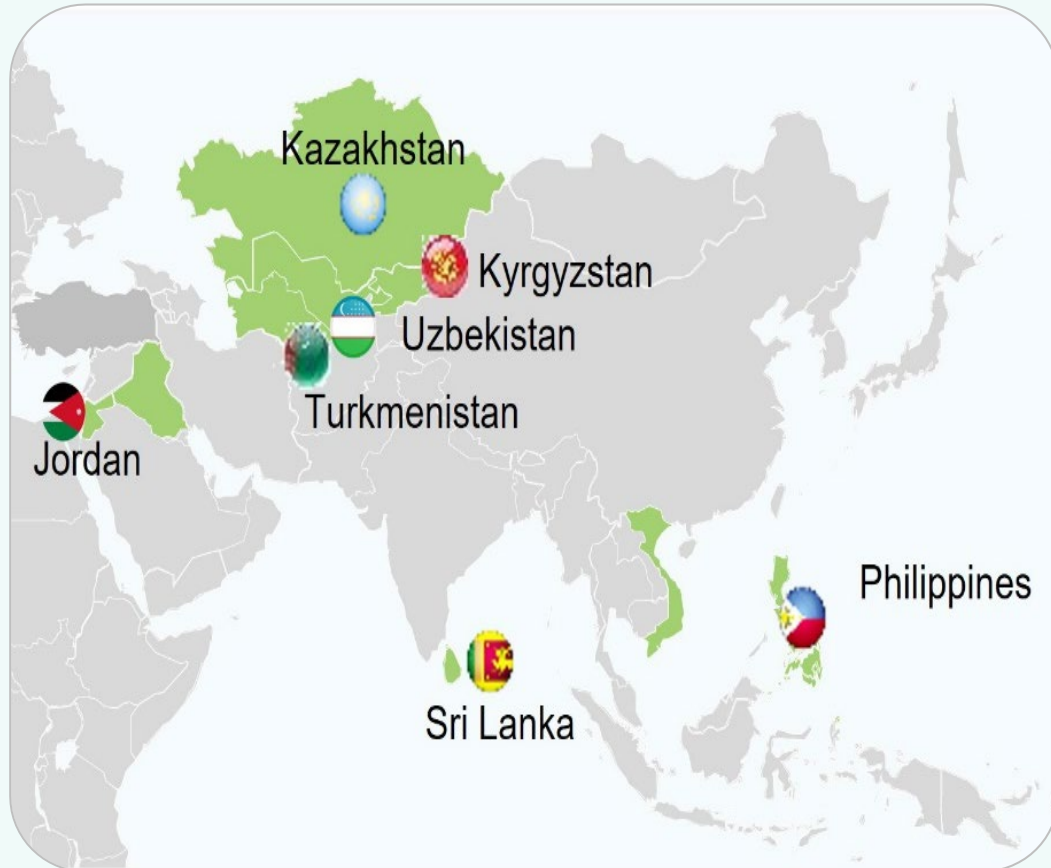 Kazakhstan
Kyrgyzstan
Uzbekistan
Turkmenistan
Jordan
Philippines
Sri Lanka